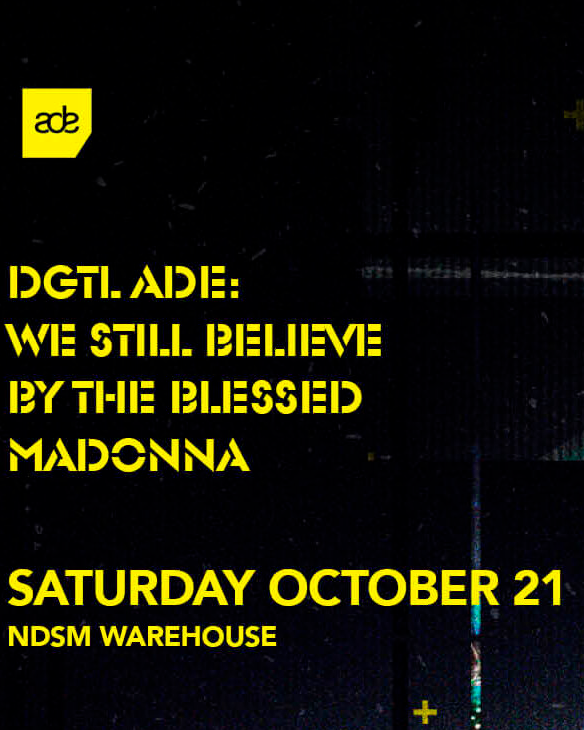 ade
DGTL ADE:
WE STILL BELIEVE
BY THE BLESSED
MADONNA
SATURDAY OCTOBER 21
NDSM WAREHOUSE